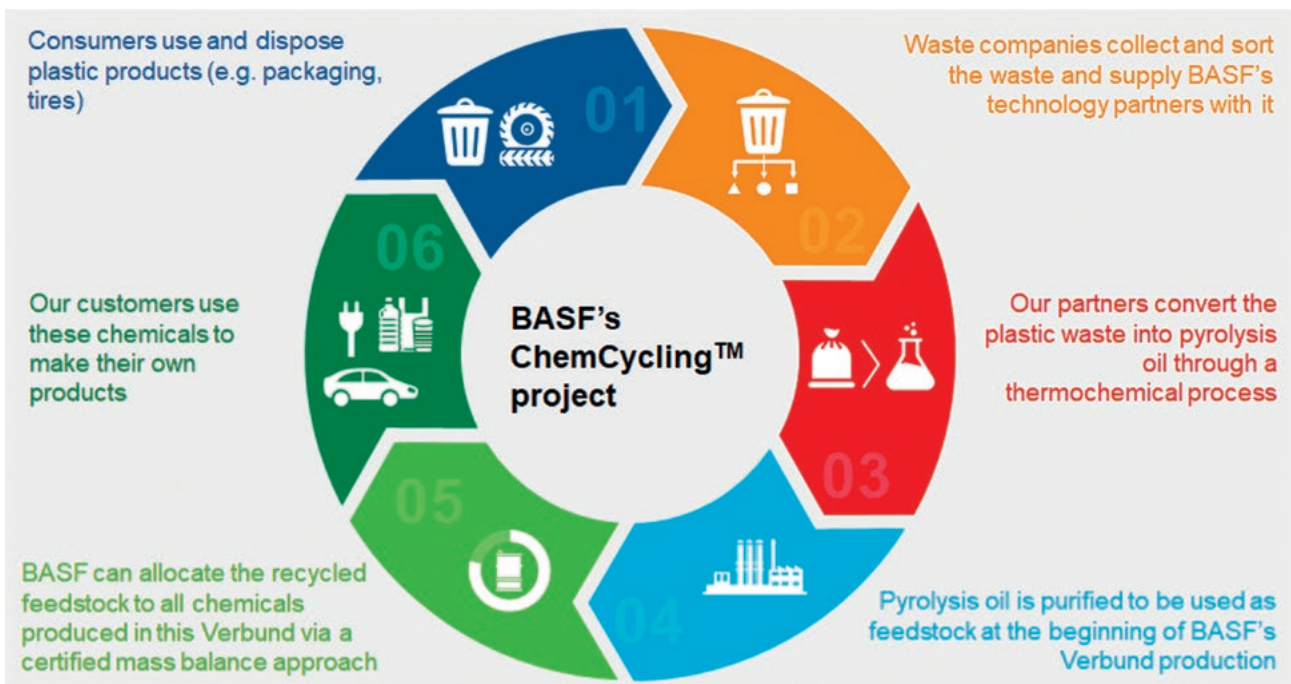 Consumers use and dispose
plastic products (e.g. packaging,
tires)
01
Waste companies collect and sort
the waste and supply BASF's
technology partners with it
02
Our partners convert the
plastic waste into pyrolysis
oil through a
thermochemical process
03
Pyrolysis oil is purified to be used as
feedstock at the beginning of BASF's
Verbund production
04
BASF can allocate the recycled
feedstock to all chemicals
produced in this Verbund via a
certified mass balance approach
05
Our customers use
these chemicals to
make their own
products
06
BASF's
ChemCycling™
project